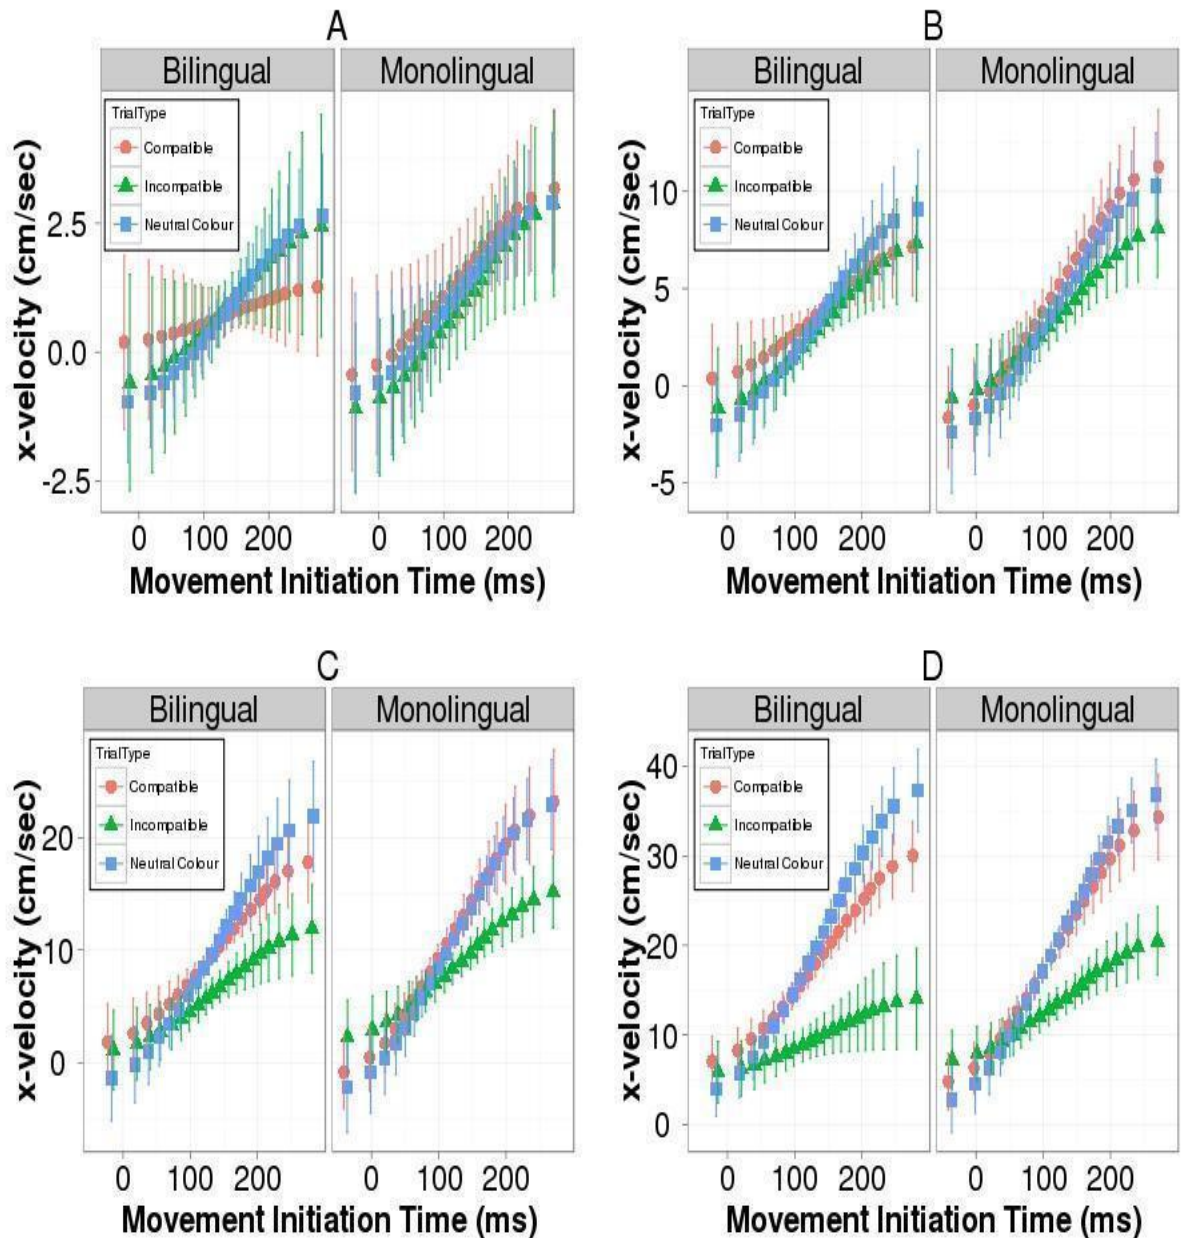 A
Bilingual Monolingual
TrialType
Compatible
Incompatible
Neutral Colour
x-velocity (cm/sec)
2.5
0.0
-2.5
0 100 200 0 100 200
Movement Initiation Time (ms)
B
Bilingual Monolingual
TrialType
Compatible
Incompatible
Neutral Colour
x-velocity (cm/sec)
10
5
0
-5
0 100 200 0 100 200
Movement Initiation Time (ms)
C
Bilingual Monolingual
TrialType
Compatible
Incompatible
Neutral Colour
x-velocity (cm/sec)
20
10
0
0 100 200 0 100 200
Movement Initiation Time (ms)
D
Bilingual Monolingual
TrialType
Compatible
Incompatible
Neutral Colour
x-velocity (cm/sec)
40
30
20
10
0
0 100 200 0 100 200
Movement Initiation Time (ms)